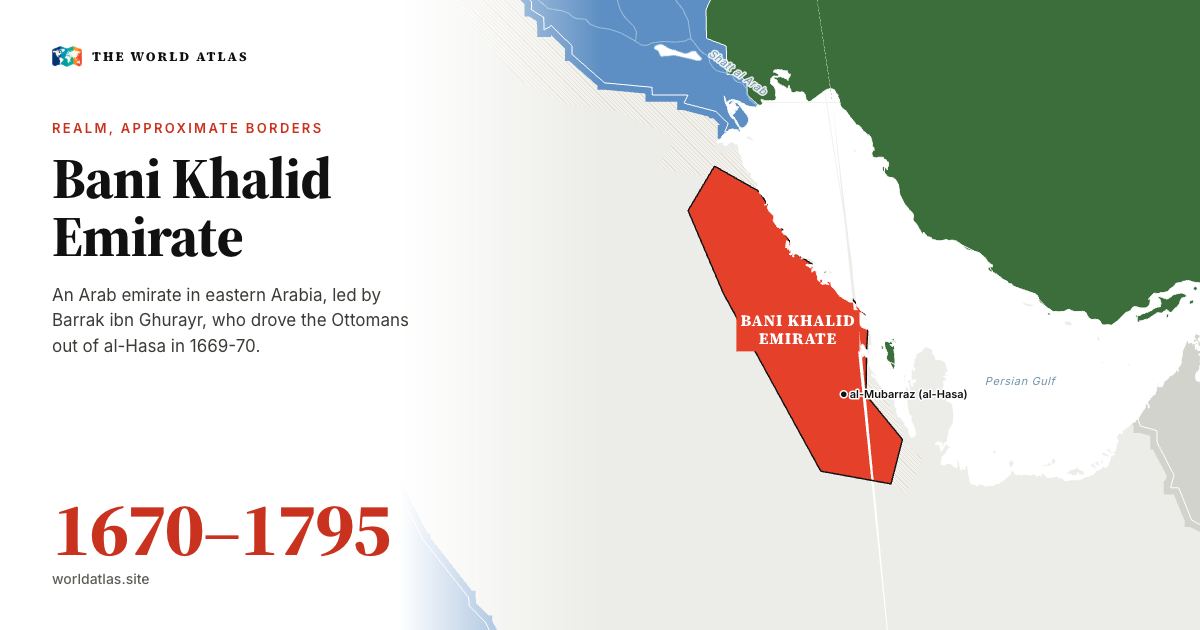 THE WORLD ATLAS
REALM, APPROXIMATE BORDERS
Bani Khalid
Emirate
An Arab emirate in eastern Arabia, led by
Barrak ibn Ghurayr, who drove the Ottomans
out of al-Hasa in 1669-70.
1670–1795
worldatlas.site
Shatt al Arab
BANI KHALID
EMIRATE
Persian Gulf
al-Mubarraz (al-Hasa)